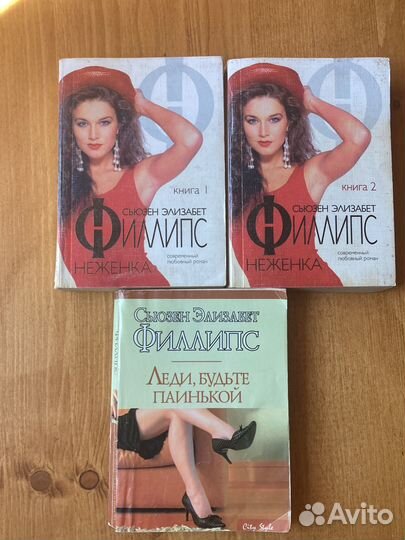 книга 1
СЬЮЗЕН ЭЛИЗАБЕТ
ФИЛЛИПС
НЕЖЕНКА
современный
любовный роман
книга 2
СЬЮЗЕН ЭЛИЗАБЕТ
ФИЛЛИПС
НЕЖЕНКА
современный
любовный роман
Сьюзен Элизабет
Филлипс
Леди, будьте
паинькой
City Style
Avito